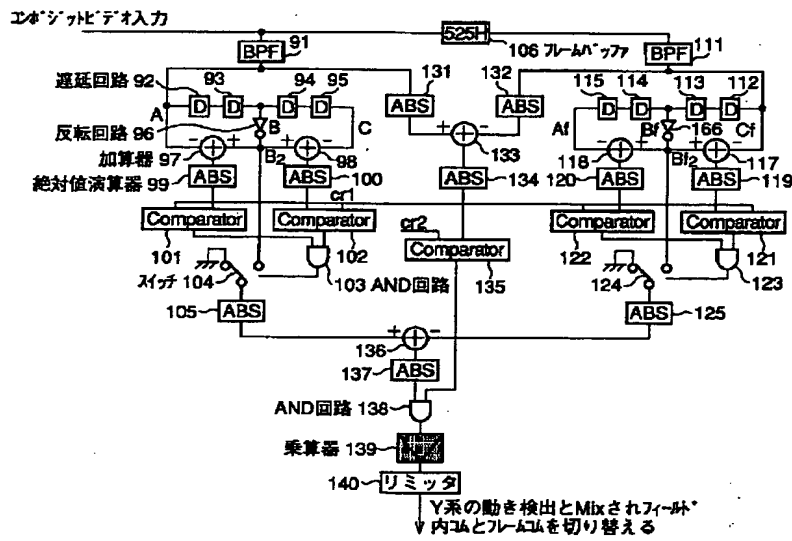 コンポジットビデオ入力
525H
106 フレームバッファ
BPF 91
BPF 111
遅延回路 92 D
93 D
94 D
95 D
131 ABS
132 ABS
115 D
114 D
113 D
112 D
A
反転回路 96
B
C
B2
Af
Bf
166
Cf
Bf2
加算器 97
- +
+ -
98
+ -
133
118
- +
+ -
117
絶対値演算器 99 ABS
ABS 100
ABS 134
120 ABS
ABS 119
cr1
cr2
Comparator 101
Comparator 102
Comparator 135
Comparator 122
Comparator 121
スイッチ 104
103 AND回路
124
123
105 ABS
ABS 125
+ -
136
137 ABS
AND回路 138
乗算器 139
140 リミッタ
Y系の動き検出とMixされフィールド
内コムとフレームコムを切り替える